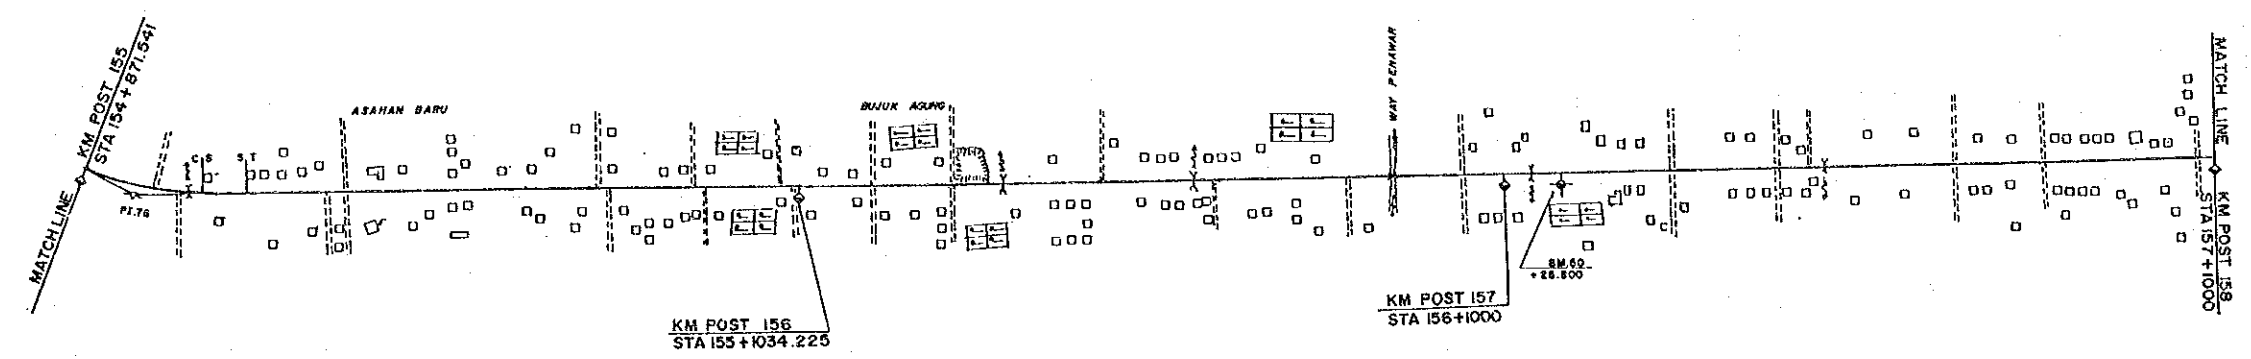 KM POST 155
STA 154+871.541
MATCH LINE
PI.76
C S
S T
ASAHAN BARU
BUJUK AGUNG
WAY PENAWAR
KM POST 156
STA 155+1034.225
KM POST 157
STA 156+1000
BM.60
+26.800
MATCH LINE
KM POST 158
STA 157+1000